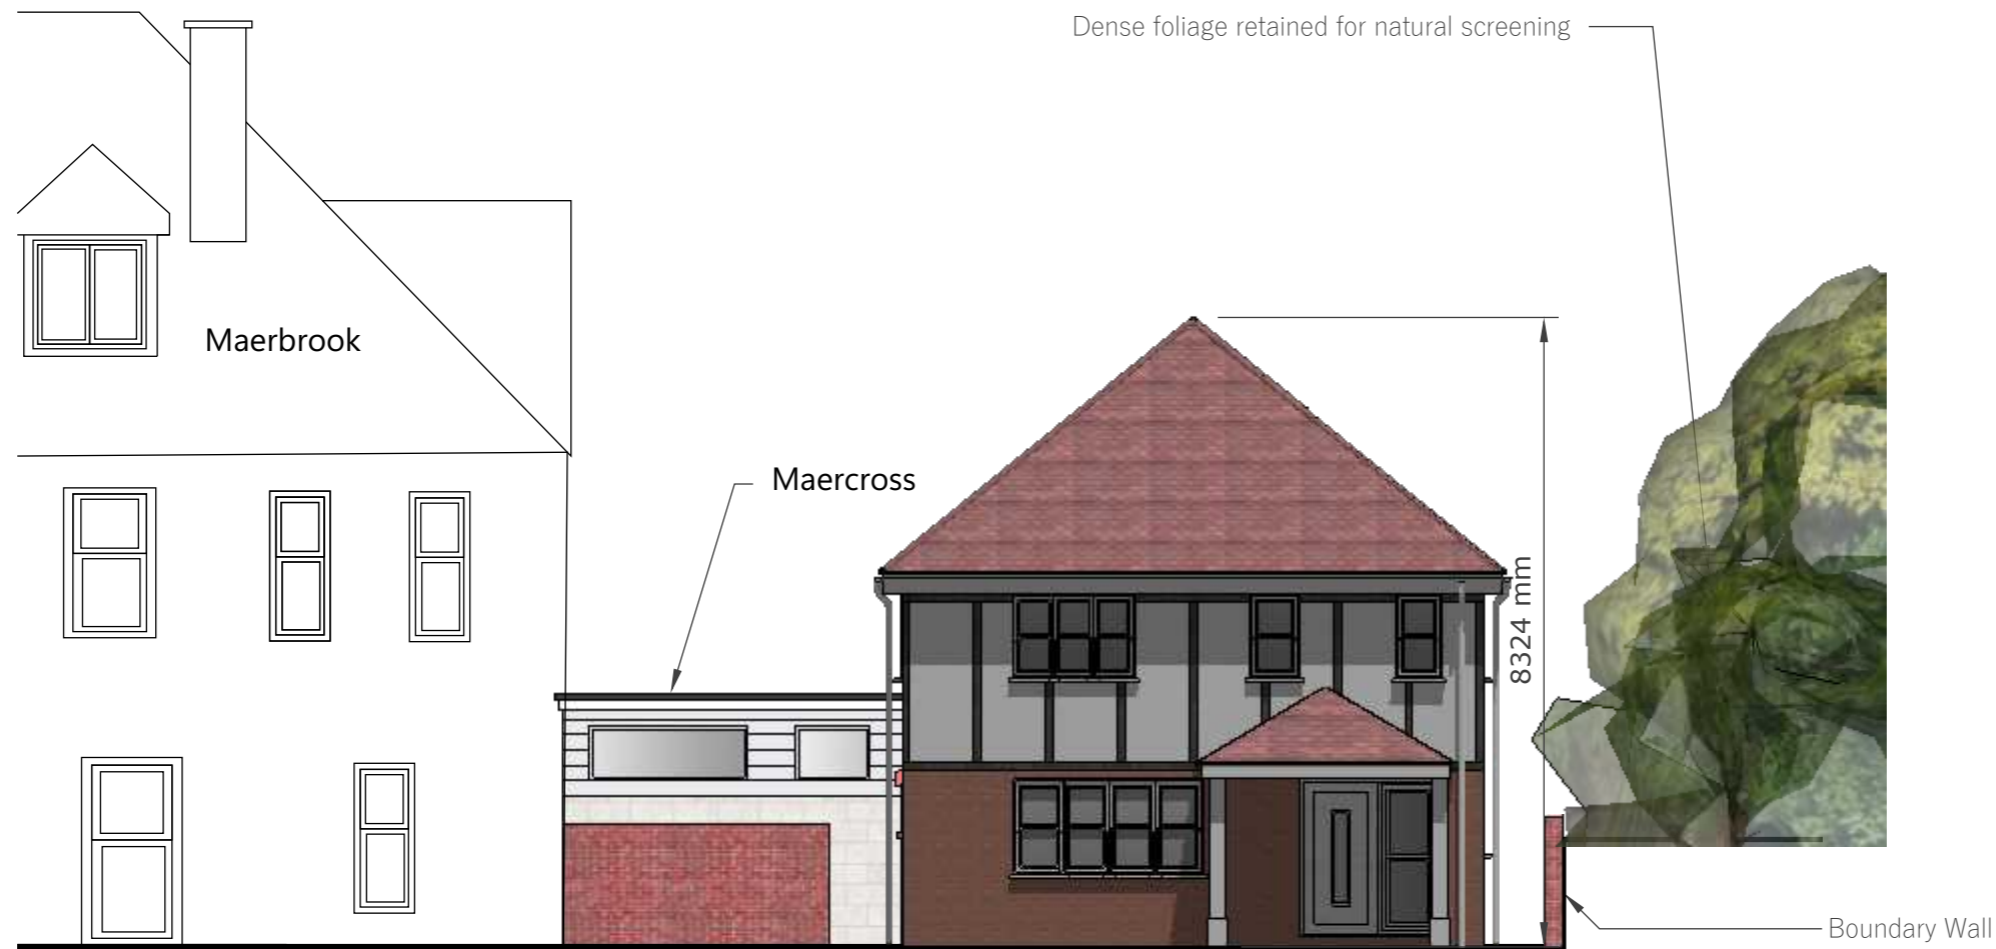 Dense foliage retained for natural screening
Maerbrook
Maercross
8324 mm
Boundary Wall